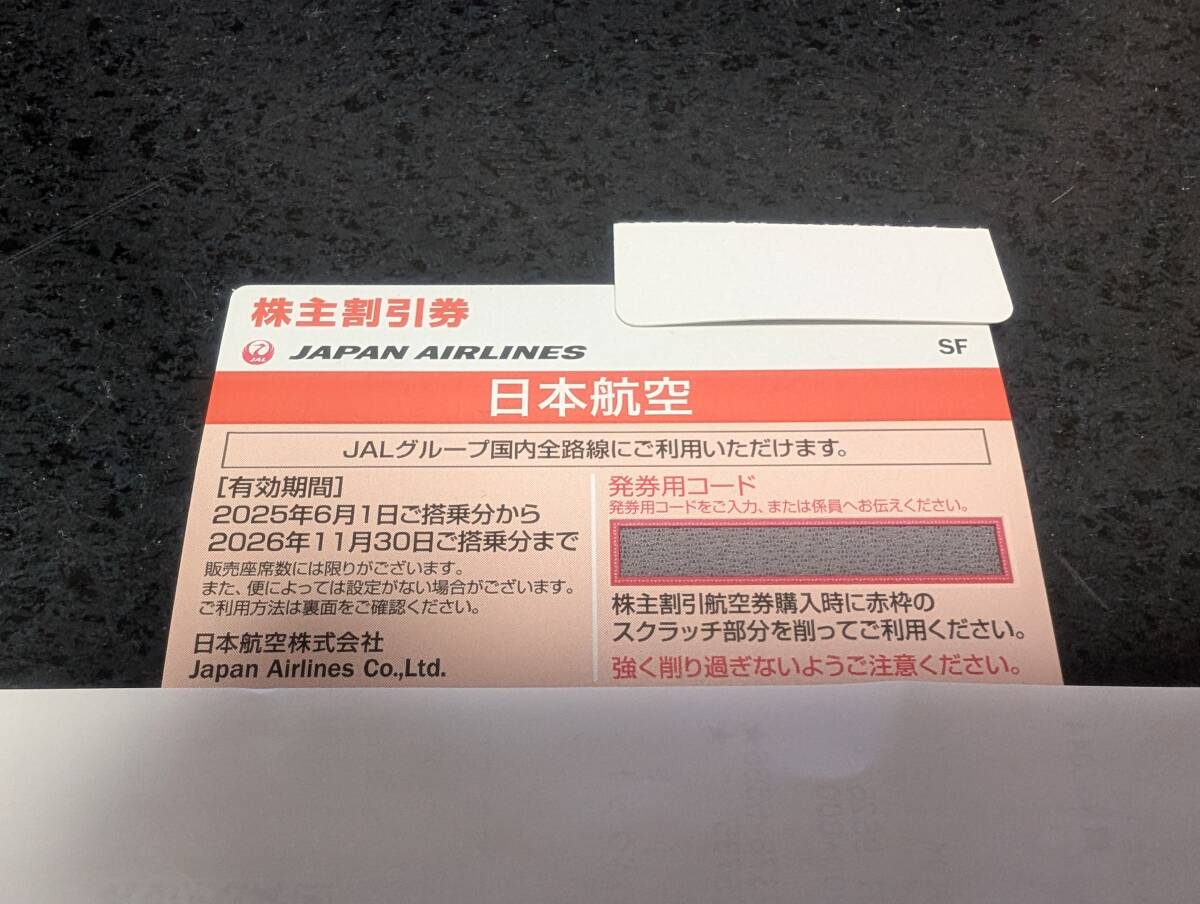 株主割引券
JAL JAPAN AIRLINES
SF
日本航空
JALグループ国内全路線にご利用いただけます。
[有効期間]
2025年6月1日ご搭乗分から
2026年11月30日ご搭乗分まで
販売座席数には限りがございます。
また、便によっては設定がない場合がございます。
ご利用方法は裏面をご確認ください。
日本航空株式会社
Japan Airlines Co.,Ltd.
発券用コード
発券用コードをご入力、または係員へお伝えください。
株主割引航空券購入時に赤枠の
スクラッチ部分を削ってご利用ください。
強く削り過ぎないようご注意ください。